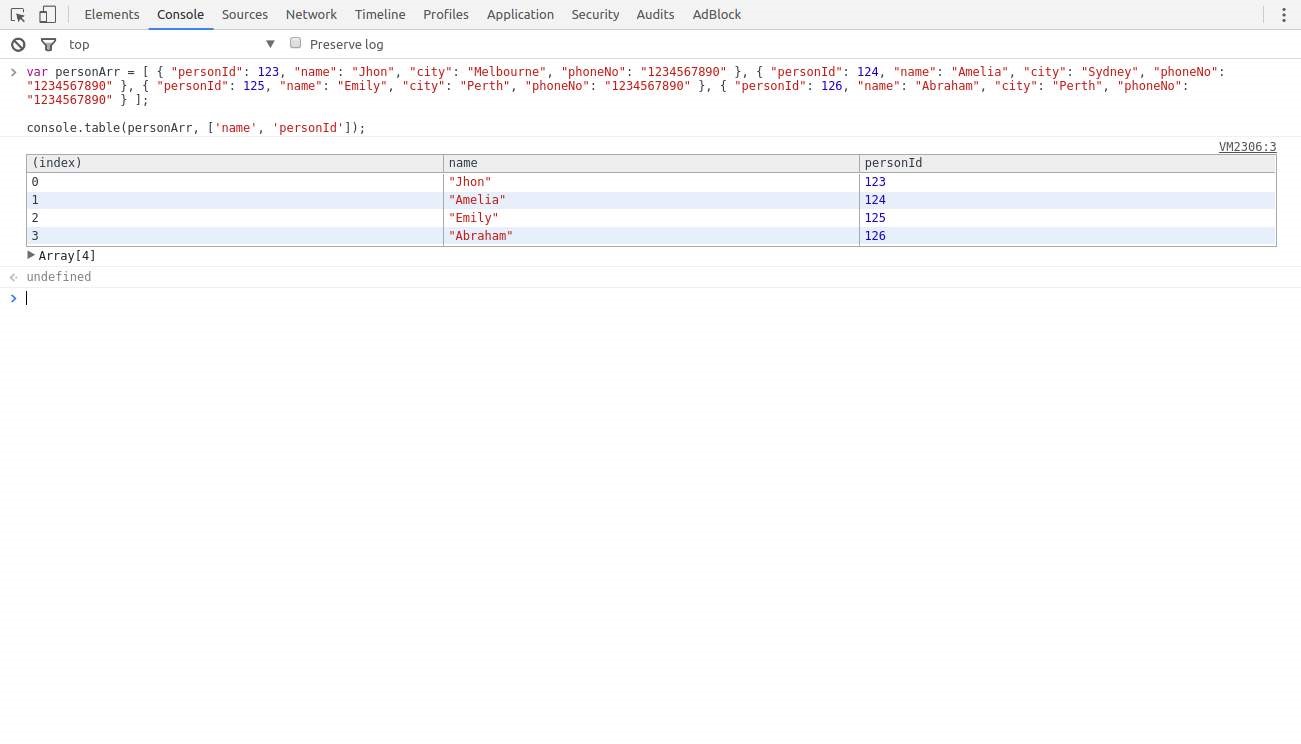 Elements Console Sources Network Timeline Profiles Application Security Audits AdBlock
top Preserve log
var personArr = [ { "personId": 123, "name": "Jhon", "city": "Melbourne", "phoneNo": "1234567890" }, { "personId": 124, "name": "Amelia", "city": "Sydney", "phoneNo":
"1234567890" }, { "personId": 125, "name": "Emily", "city": "Perth", "phoneNo": "1234567890" }, { "personId": 126, "name": "Abraham", "city": "Perth", "phoneNo":
"1234567890" } ];
console.table(personArr, ['name', 'personId']);
VM2306:3
(index) name personId
0 "Jhon" 123
1 "Amelia" 124
2 "Emily" 125
3 "Abraham" 126
Array[4]
undefined